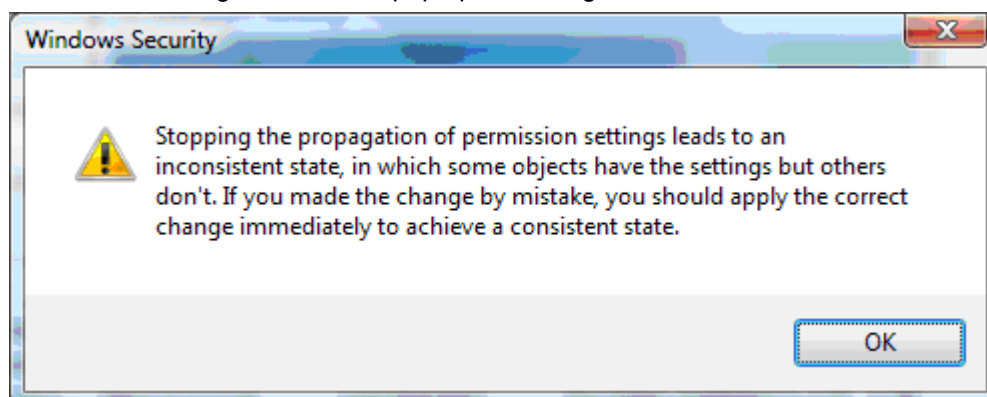 Windows Security
Stopping the propagation of permission settings leads to an
inconsistent state, in which some objects have the settings but others
don't. If you made the change by mistake, you should apply the correct
change immediately to achieve a consistent state.
OK